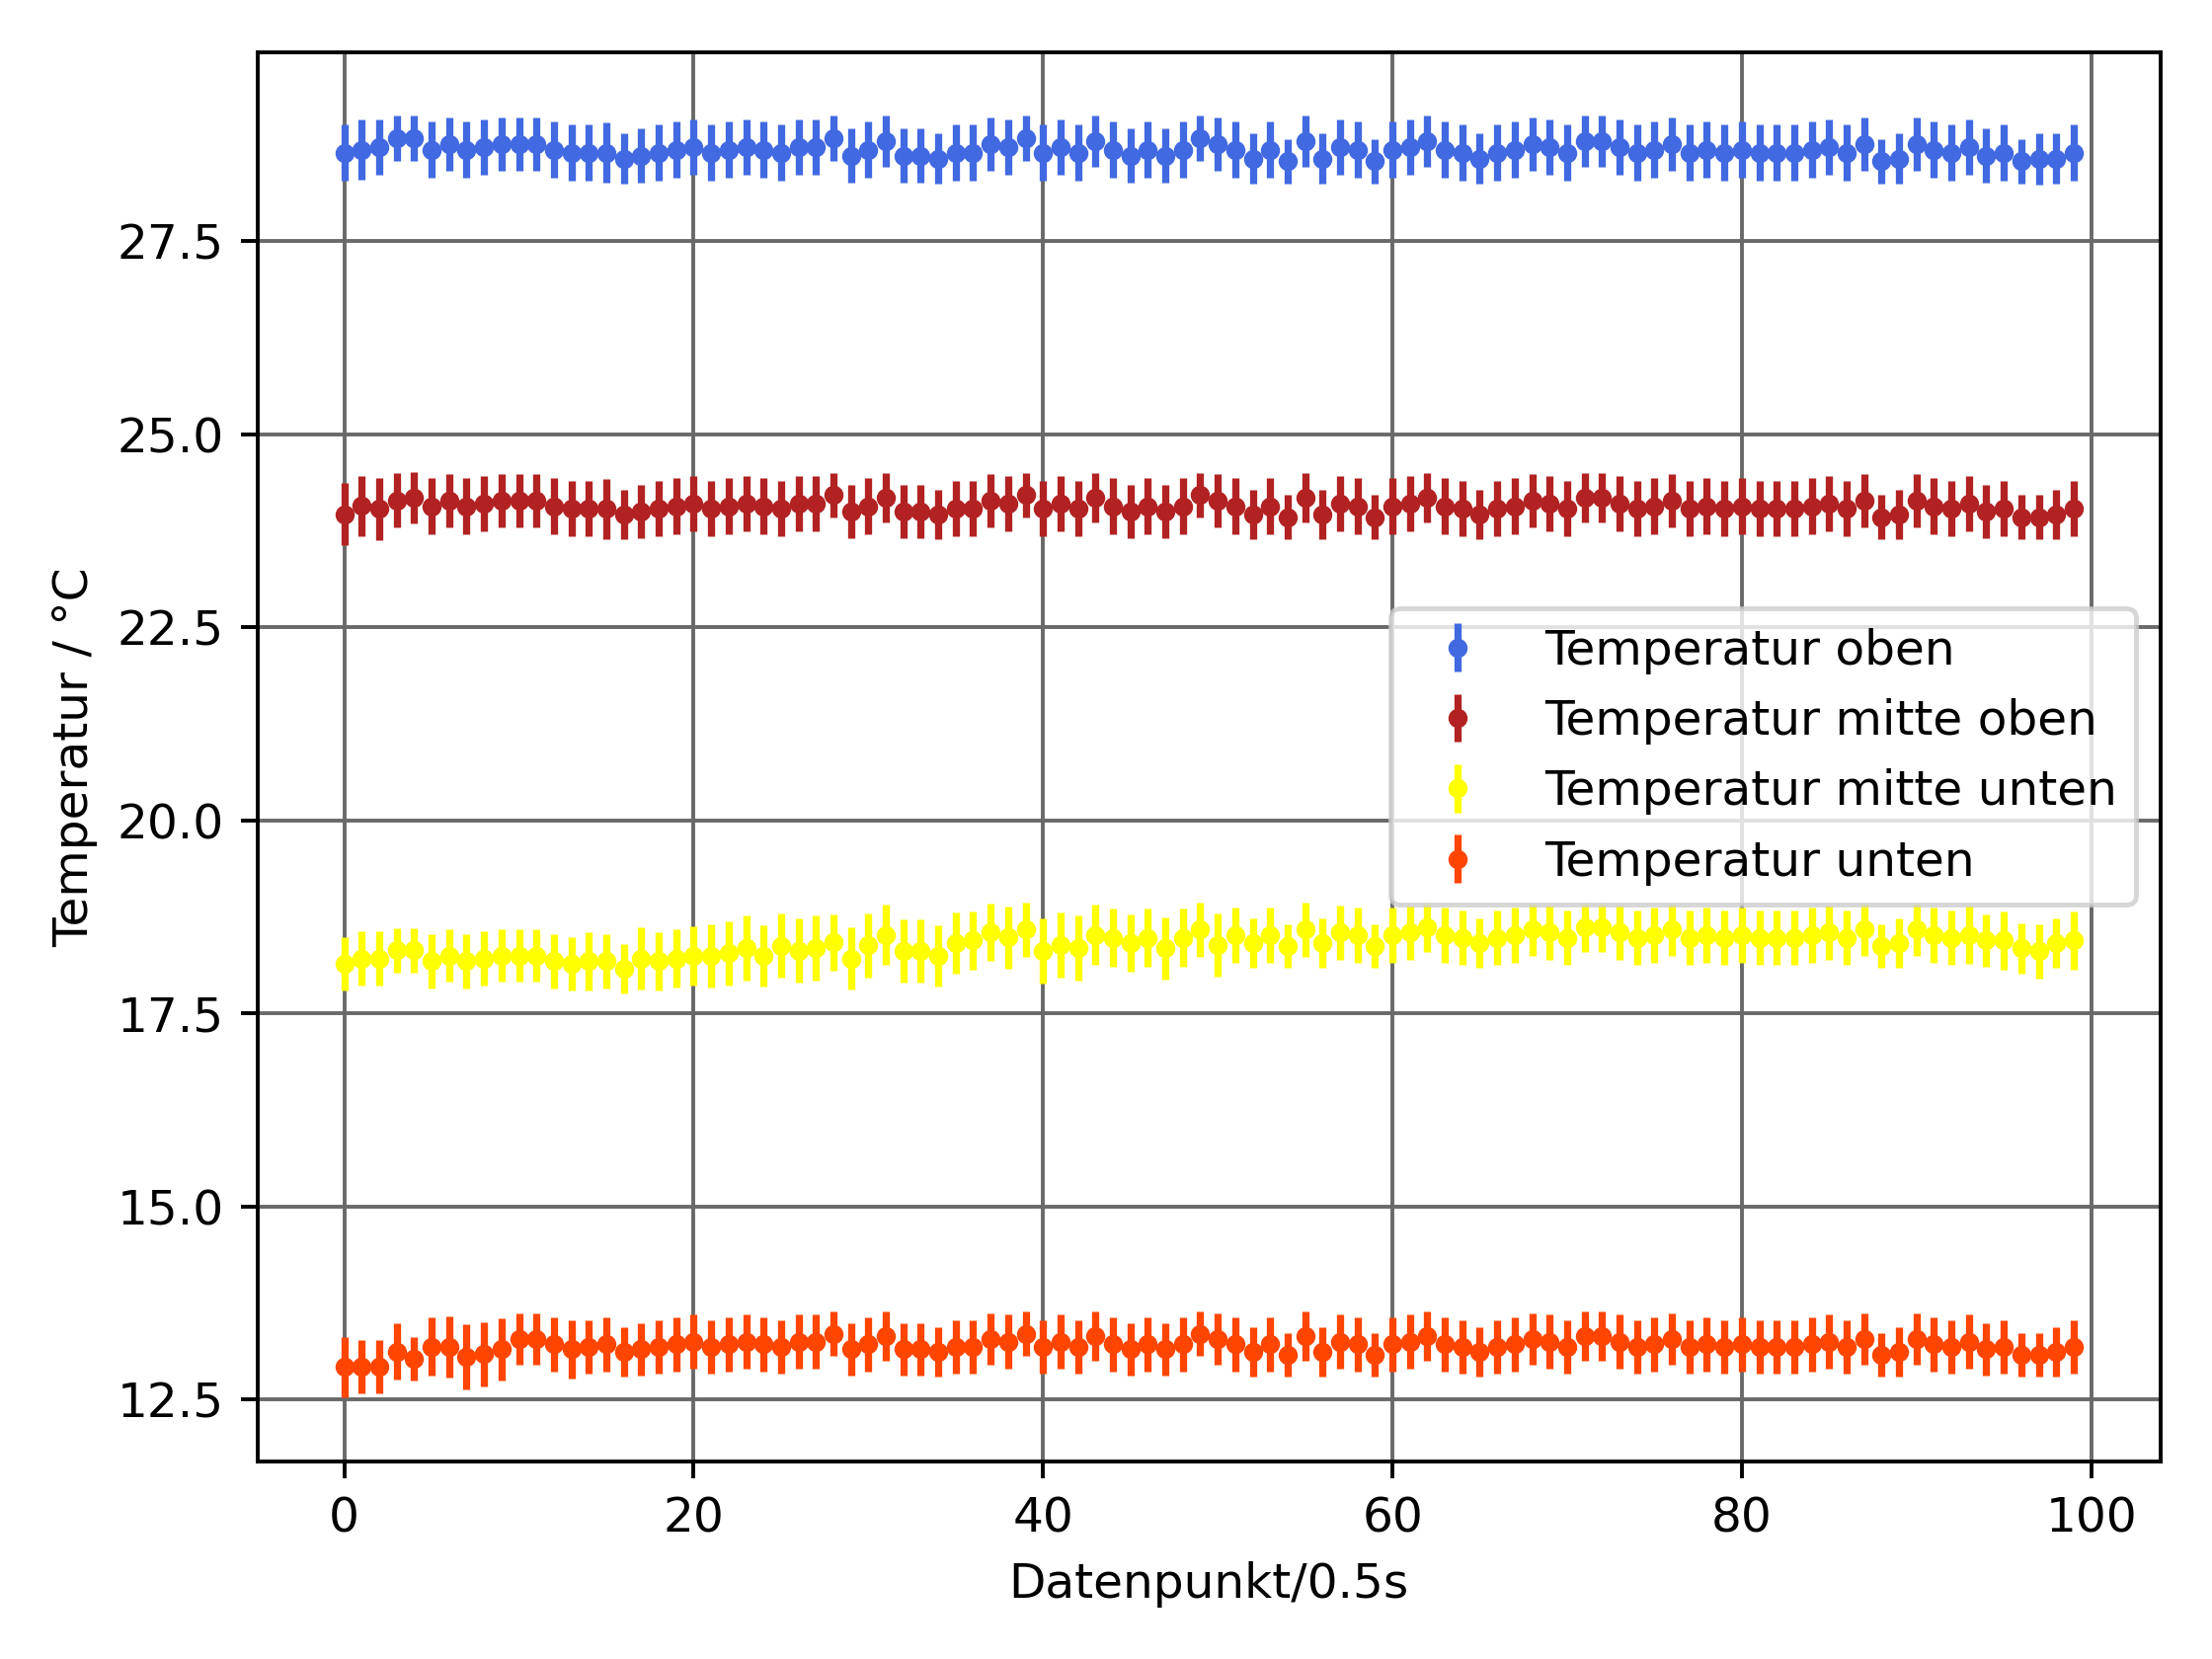 27.5
25.0
22.5
20.0
17.5
15.0
12.5
Temperatur / °C
Temperatur oben
Temperatur mitte oben
Temperatur mitte unten
Temperatur unten
0 20 40 60 80 100
Datenpunkt/0.5s